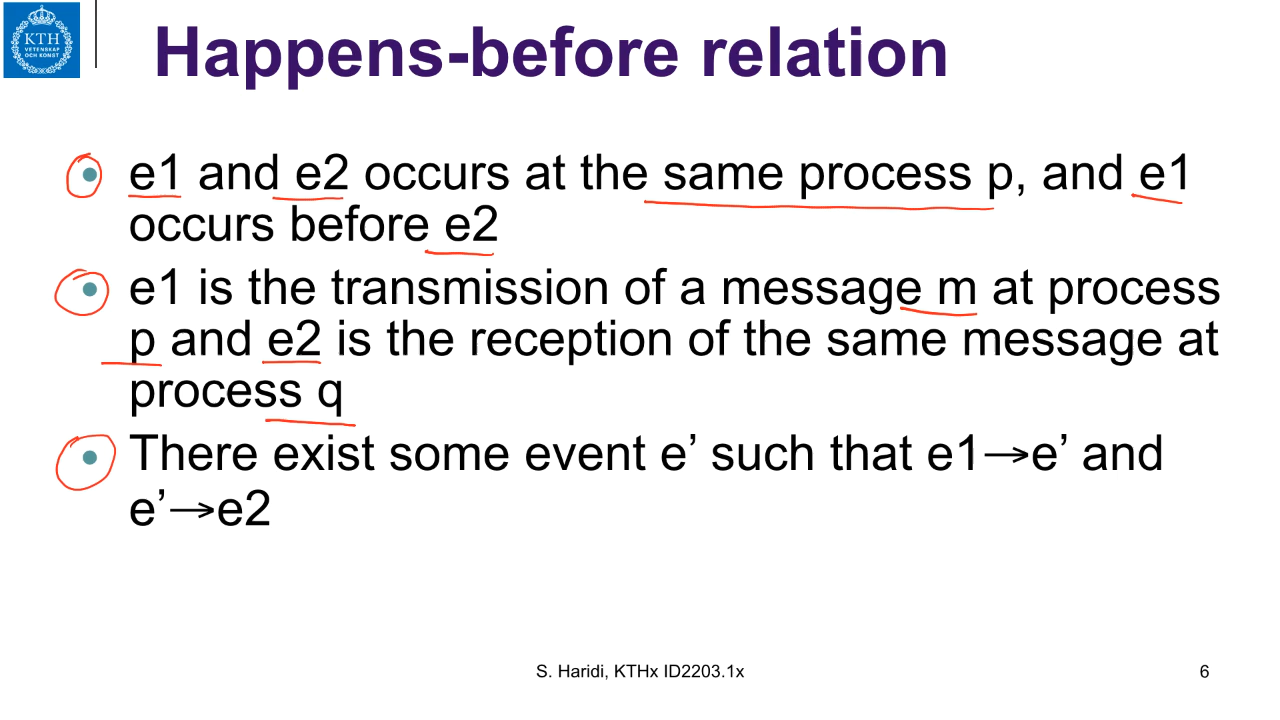 KTH
VETENSKAP
OCH KONST
Happens-before relation
• e1 and e2 occurs at the same process p, and e1
occurs before e2
• e1 is the transmission of a message m at process
p and e2 is the reception of the same message at
process q
• There exist some event e’ such that e1→e’ and
e’→e2
S. Haridi, KTHx ID2203.1x
6